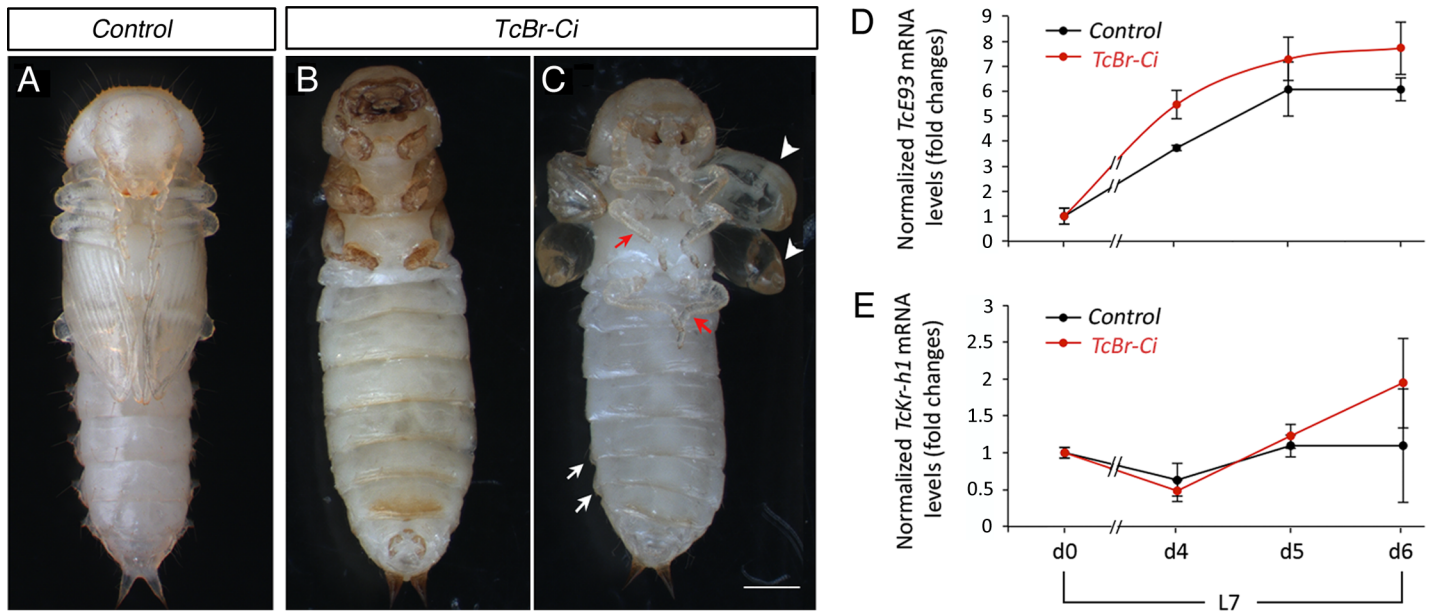 Control
TcBr-Ci
A
B
C
D
Normalized TcE93 mRNA
levels (fold changes)
9
8
7
6
5
4
3
2
1
0
Control
TcBr-Ci
E
Normalized TcKr-h1 mRNA
levels (fold changes)
3
2.5
2
1.5
1
0.5
0
Control
TcBr-Ci
d0
d4
d5
d6
L7